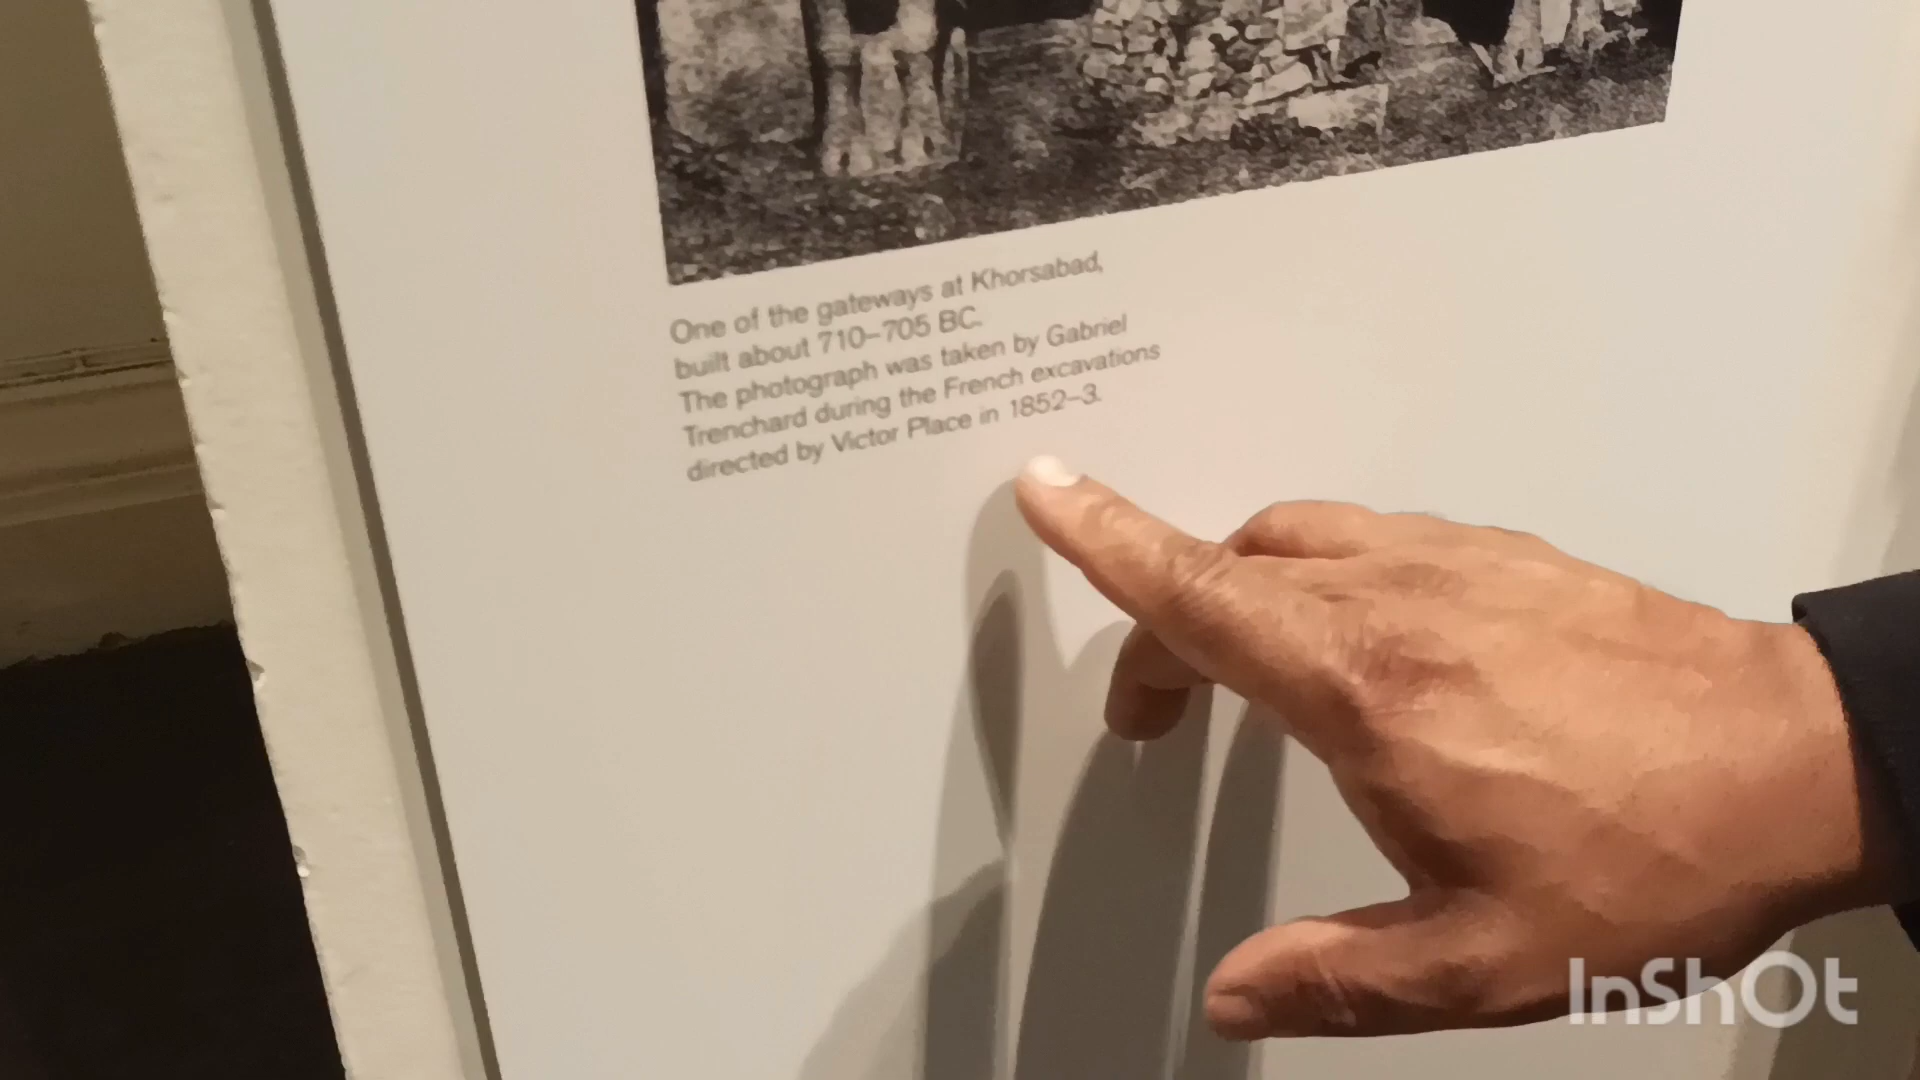 One of the gateways at Khorsabad,
built about 710–705 BC.
The photograph was taken by Gabriel
Trenchard during the French excavations
directed by Victor Place in 1852–3.
InShOt